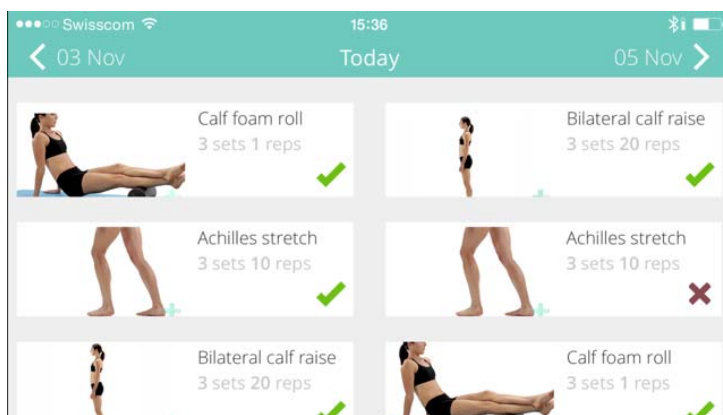 Swisscom 15:36
03 Nov Today 05 Nov
Calf foam roll
3 sets 1 reps
Bilateral calf raise
3 sets 20 reps
Achilles stretch
3 sets 10 reps
Achilles stretch
3 sets 10 reps
Bilateral calf raise
3 sets 20 reps
Calf foam roll
3 sets 1 reps